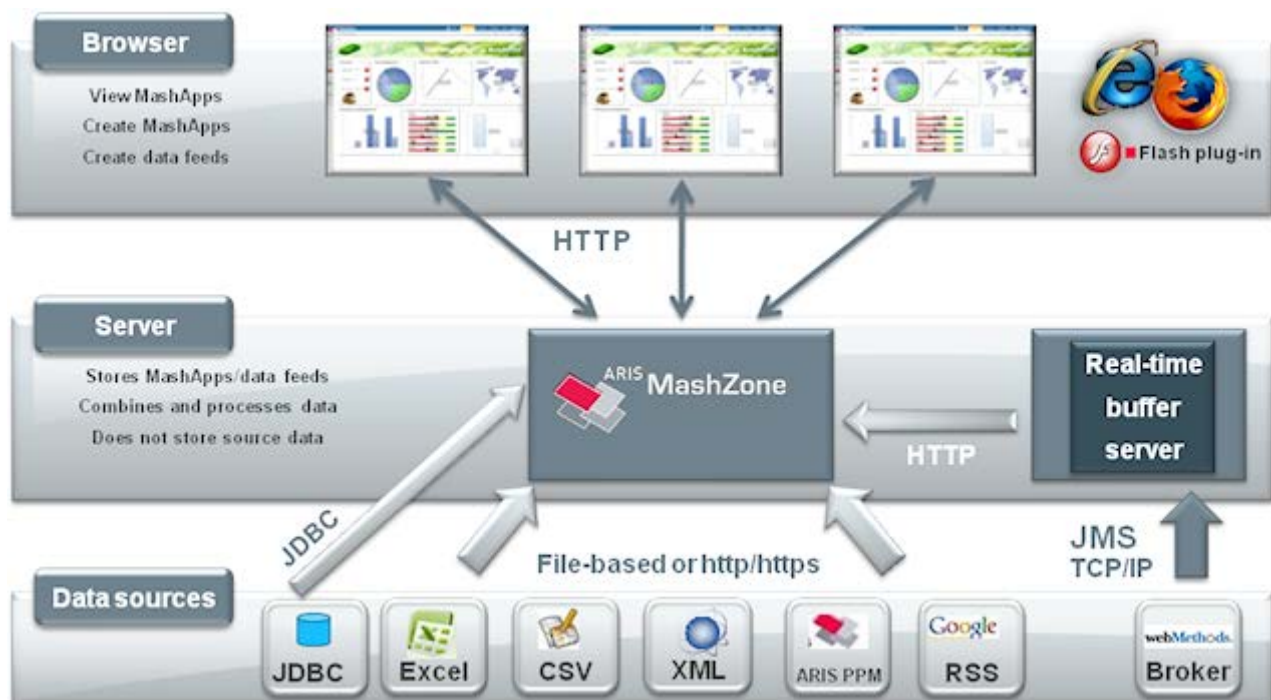 Browser
View MashApps
Create MashApps
Create data feeds
Flash plug-in
HTTP
Server
Stores MashApps/data feeds
Combines and processes data
Does not store source data
ARIS MashZone
Real-time
buffer
server
HTTP
JDBC
File-based or http/https
JMS
TCP/IP
Data sources
JDBC
Excel
CSV
XML
ARIS PPM
Google
RSS
webMethods.
Broker